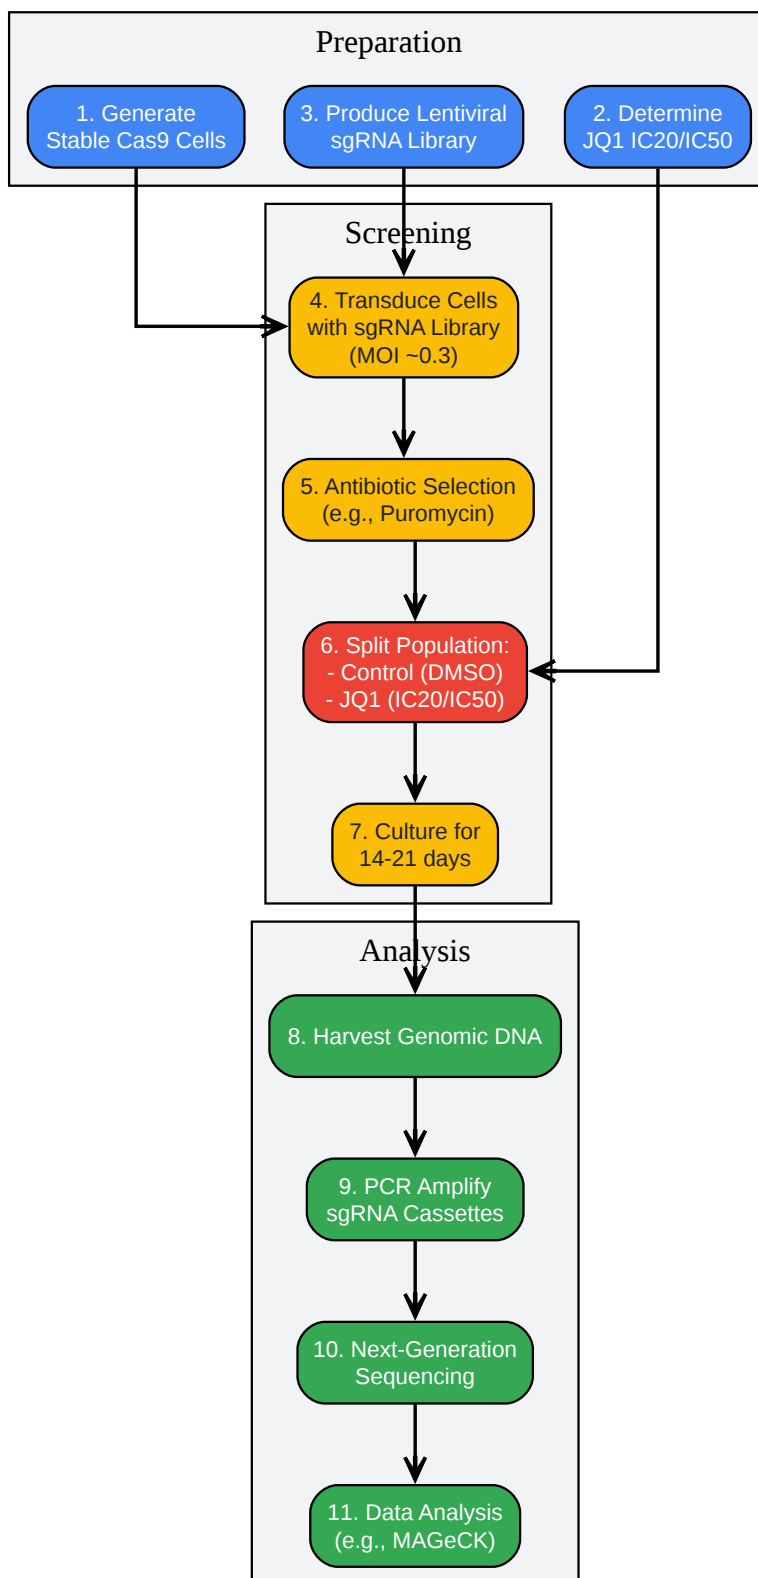 Preparation
1. Generate
Stable Cas9 Cells
3. Produce Lentiviral
sgRNA Library
2. Determine
JQ1 IC20/IC50
Screening
4. Transduce Cells
with sgRNA Library
(MOI ~0.3)
5. Antibiotic Selection
(e.g., Puromycin)
6. Split Population:
- Control (DMSO)
- JQ1 (IC20/IC50)
7. Culture for
14-21 days
Analysis
8. Harvest Genomic DNA
9. PCR Amplify
sgRNA Cassettes
10. Next-Generation
Sequencing
11. Data Analysis
(e.g., MAGeCK)